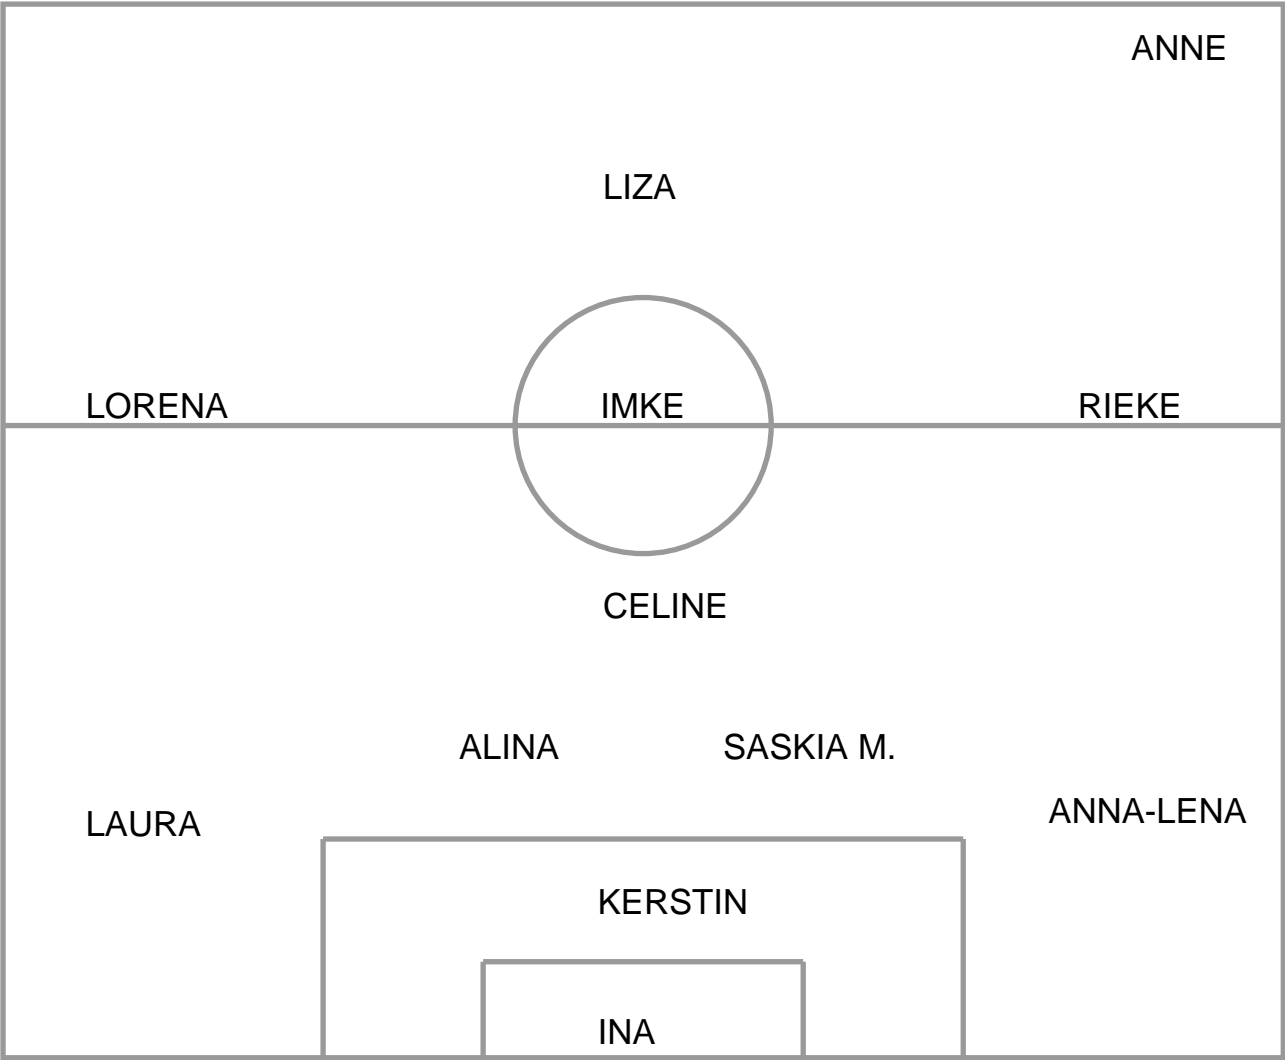 ANNE
LIZA
LORENA IMKE RIEKE
CELINE
ALINA SASKIA M.
LAURA ANNA-LENA
KERSTIN
INA